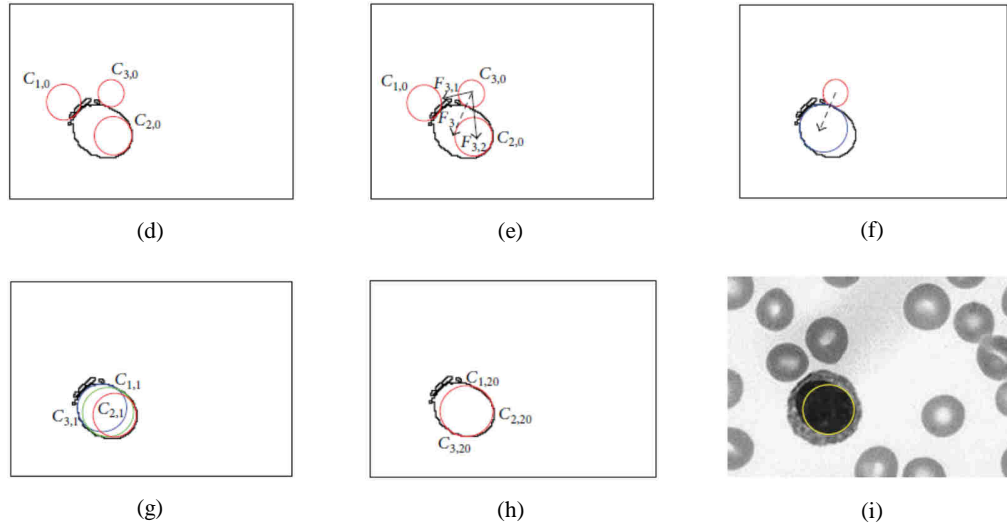 C1,0
C3,0
C2,0
(d)
C1,0
F3,1
C3,0
F3
F3,2
C2,0
(e)
(f)
C1,1
C2,1
C3,1
(g)
C1,20
C2,20
C3,20
(h)
(i)